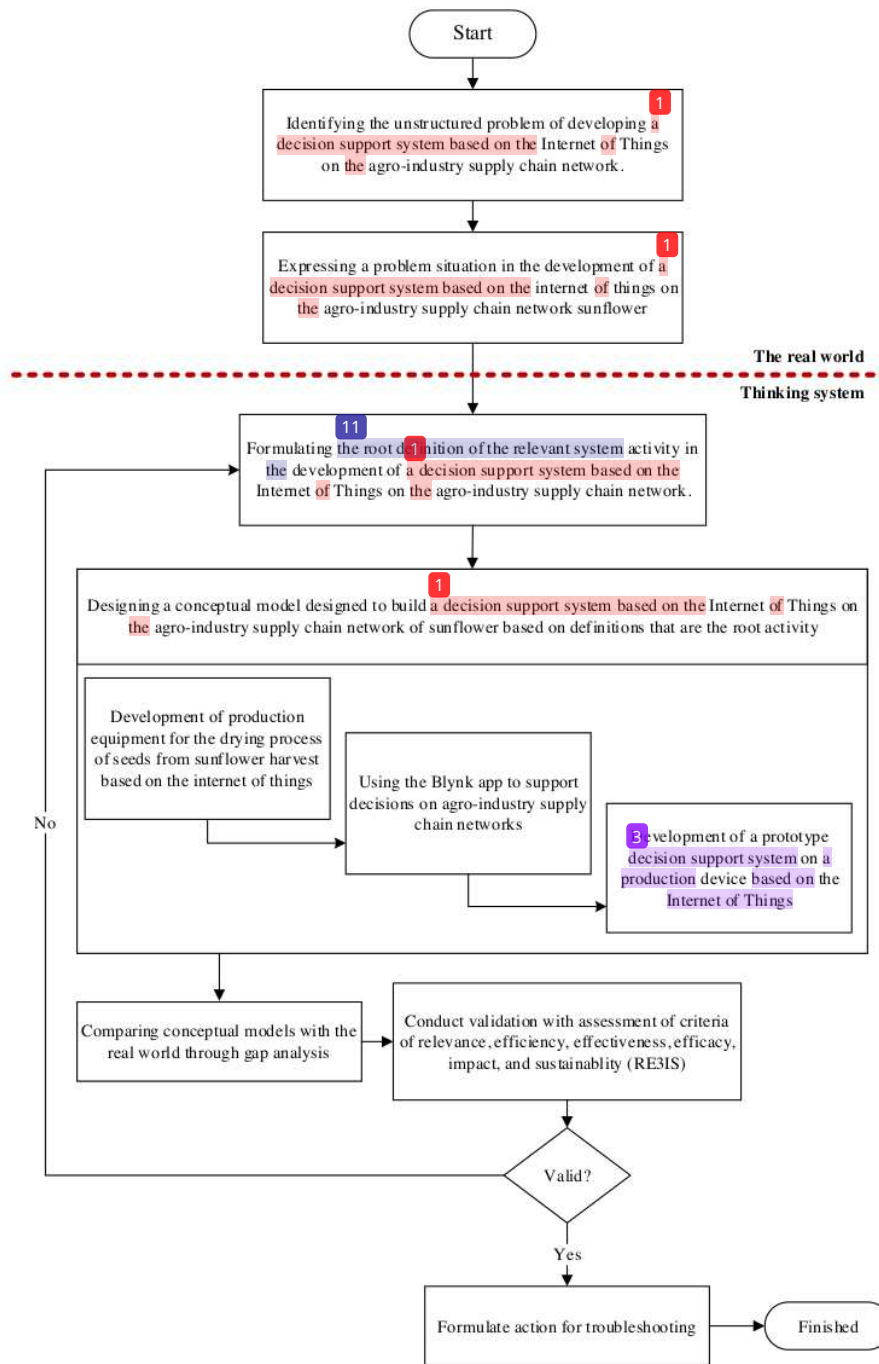 Start
1
Identifying the unstructured problem of developing a
decision support system based on the Internet of Things
on the agro-industry supply chain network.
1
Expressing a problem situation in the development of a
decision support system based on the internet of things on
the agro-industry supply chain network sunflower
The real world
Thinking system
11
Formulating the root definition of the relevant system activity in
1
the development of a decision support system based on the
Internet of Things on the agro-industry supply chain network.
1
Designing a conceptual model designed to build a decision support system based on the Internet of Things on
the agro-industry supply chain network of sunflower based on definitions that are the root activity
Development of production
equipment for the drying process
of seeds from sunflower harvest
based on the internet of things
Using the Blynk app to support
decisions on agro-industry supply
chain networks
3
Development of a prototype
decision support system on a
production device based on the
Internet of Things
No
Comparing conceptual models with the
real world through gap analysis
Conduct validation with assessment of criteria
of relevance, efficiency, effectiveness, efficacy,
impact, and sustainablity (RE3IS)
Valid?
Yes
Formulate action for troubleshooting
Finished